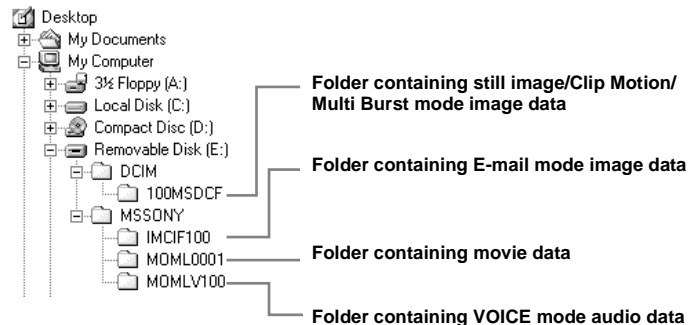 Desktop
My Documents
My Computer
3½ Floppy (A:)
Local Disk (C:)
Compact Disc (D:)
Removable Disk (E:)
DCIM
100MSDCF
MSSONY
IMCIF100
MOML0001
MOMLV100
Folder containing still image/Clip Motion/
Multi Burst mode image data
Folder containing E-mail mode image data
Folder containing movie data
Folder containing VOICE mode audio data